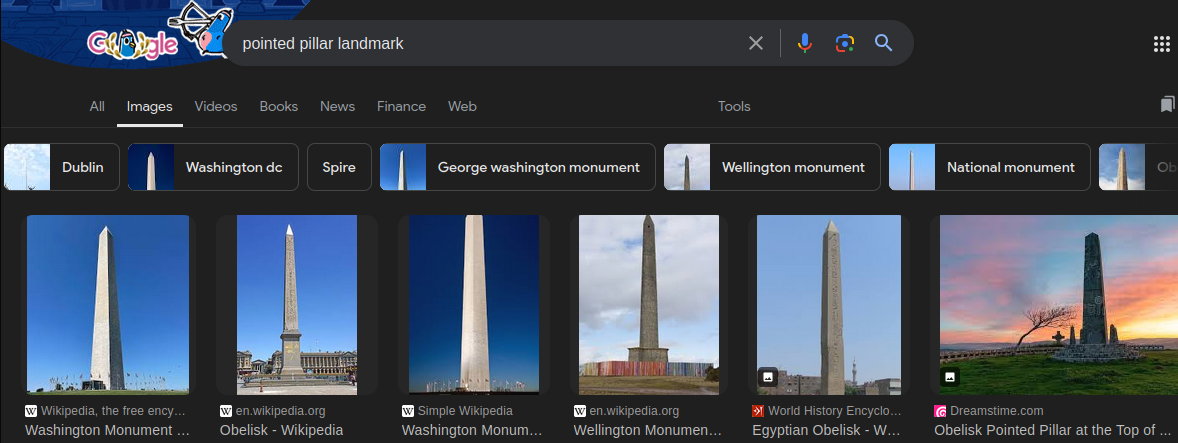 Google
pointed pillar landmark
All Images Videos Books News Finance Web Tools
Dublin Washington dc Spire George washington monument Wellington monument National monument Ob
Wikipedia, the free ency... en.wikipedia.org Simple Wikipedia en.wikipedia.org World History Encyclo... Dreamstime.com
Washington Monument ... Obelisk - Wikipedia Washington Monum... Wellington Monumen... Egyptian Obelisk - W... Obelisk Pointed Pillar at the Top of ...